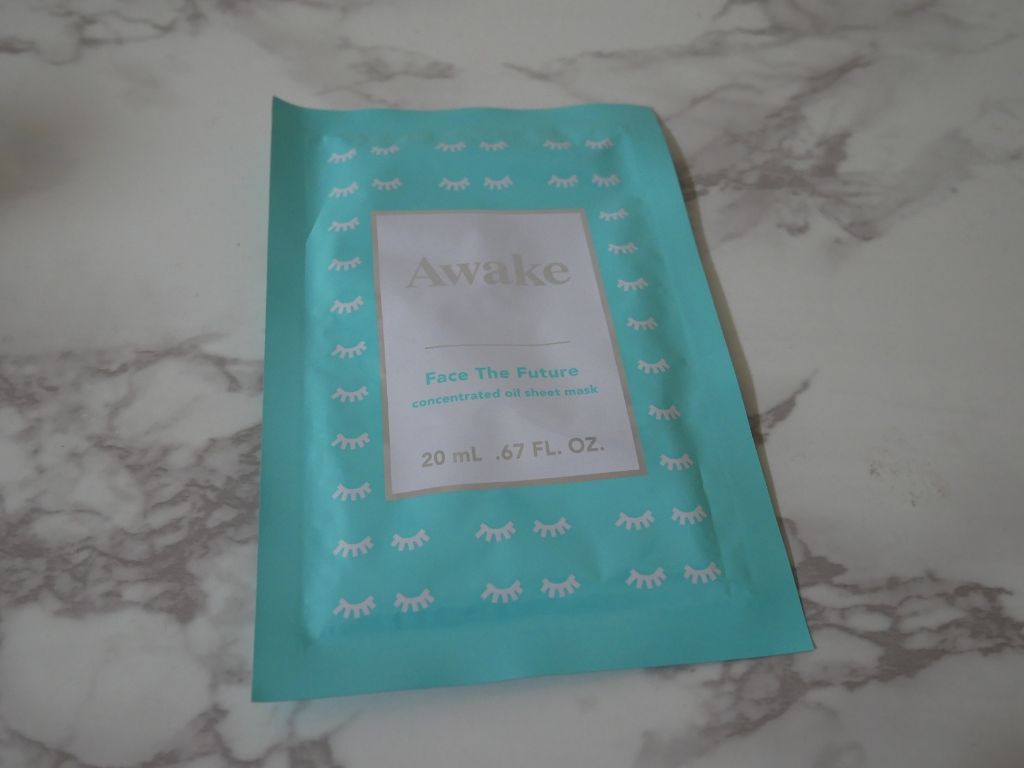 Awake
Face The Future
concentrated oil sheet mask
20 mL .67 FL. OZ.